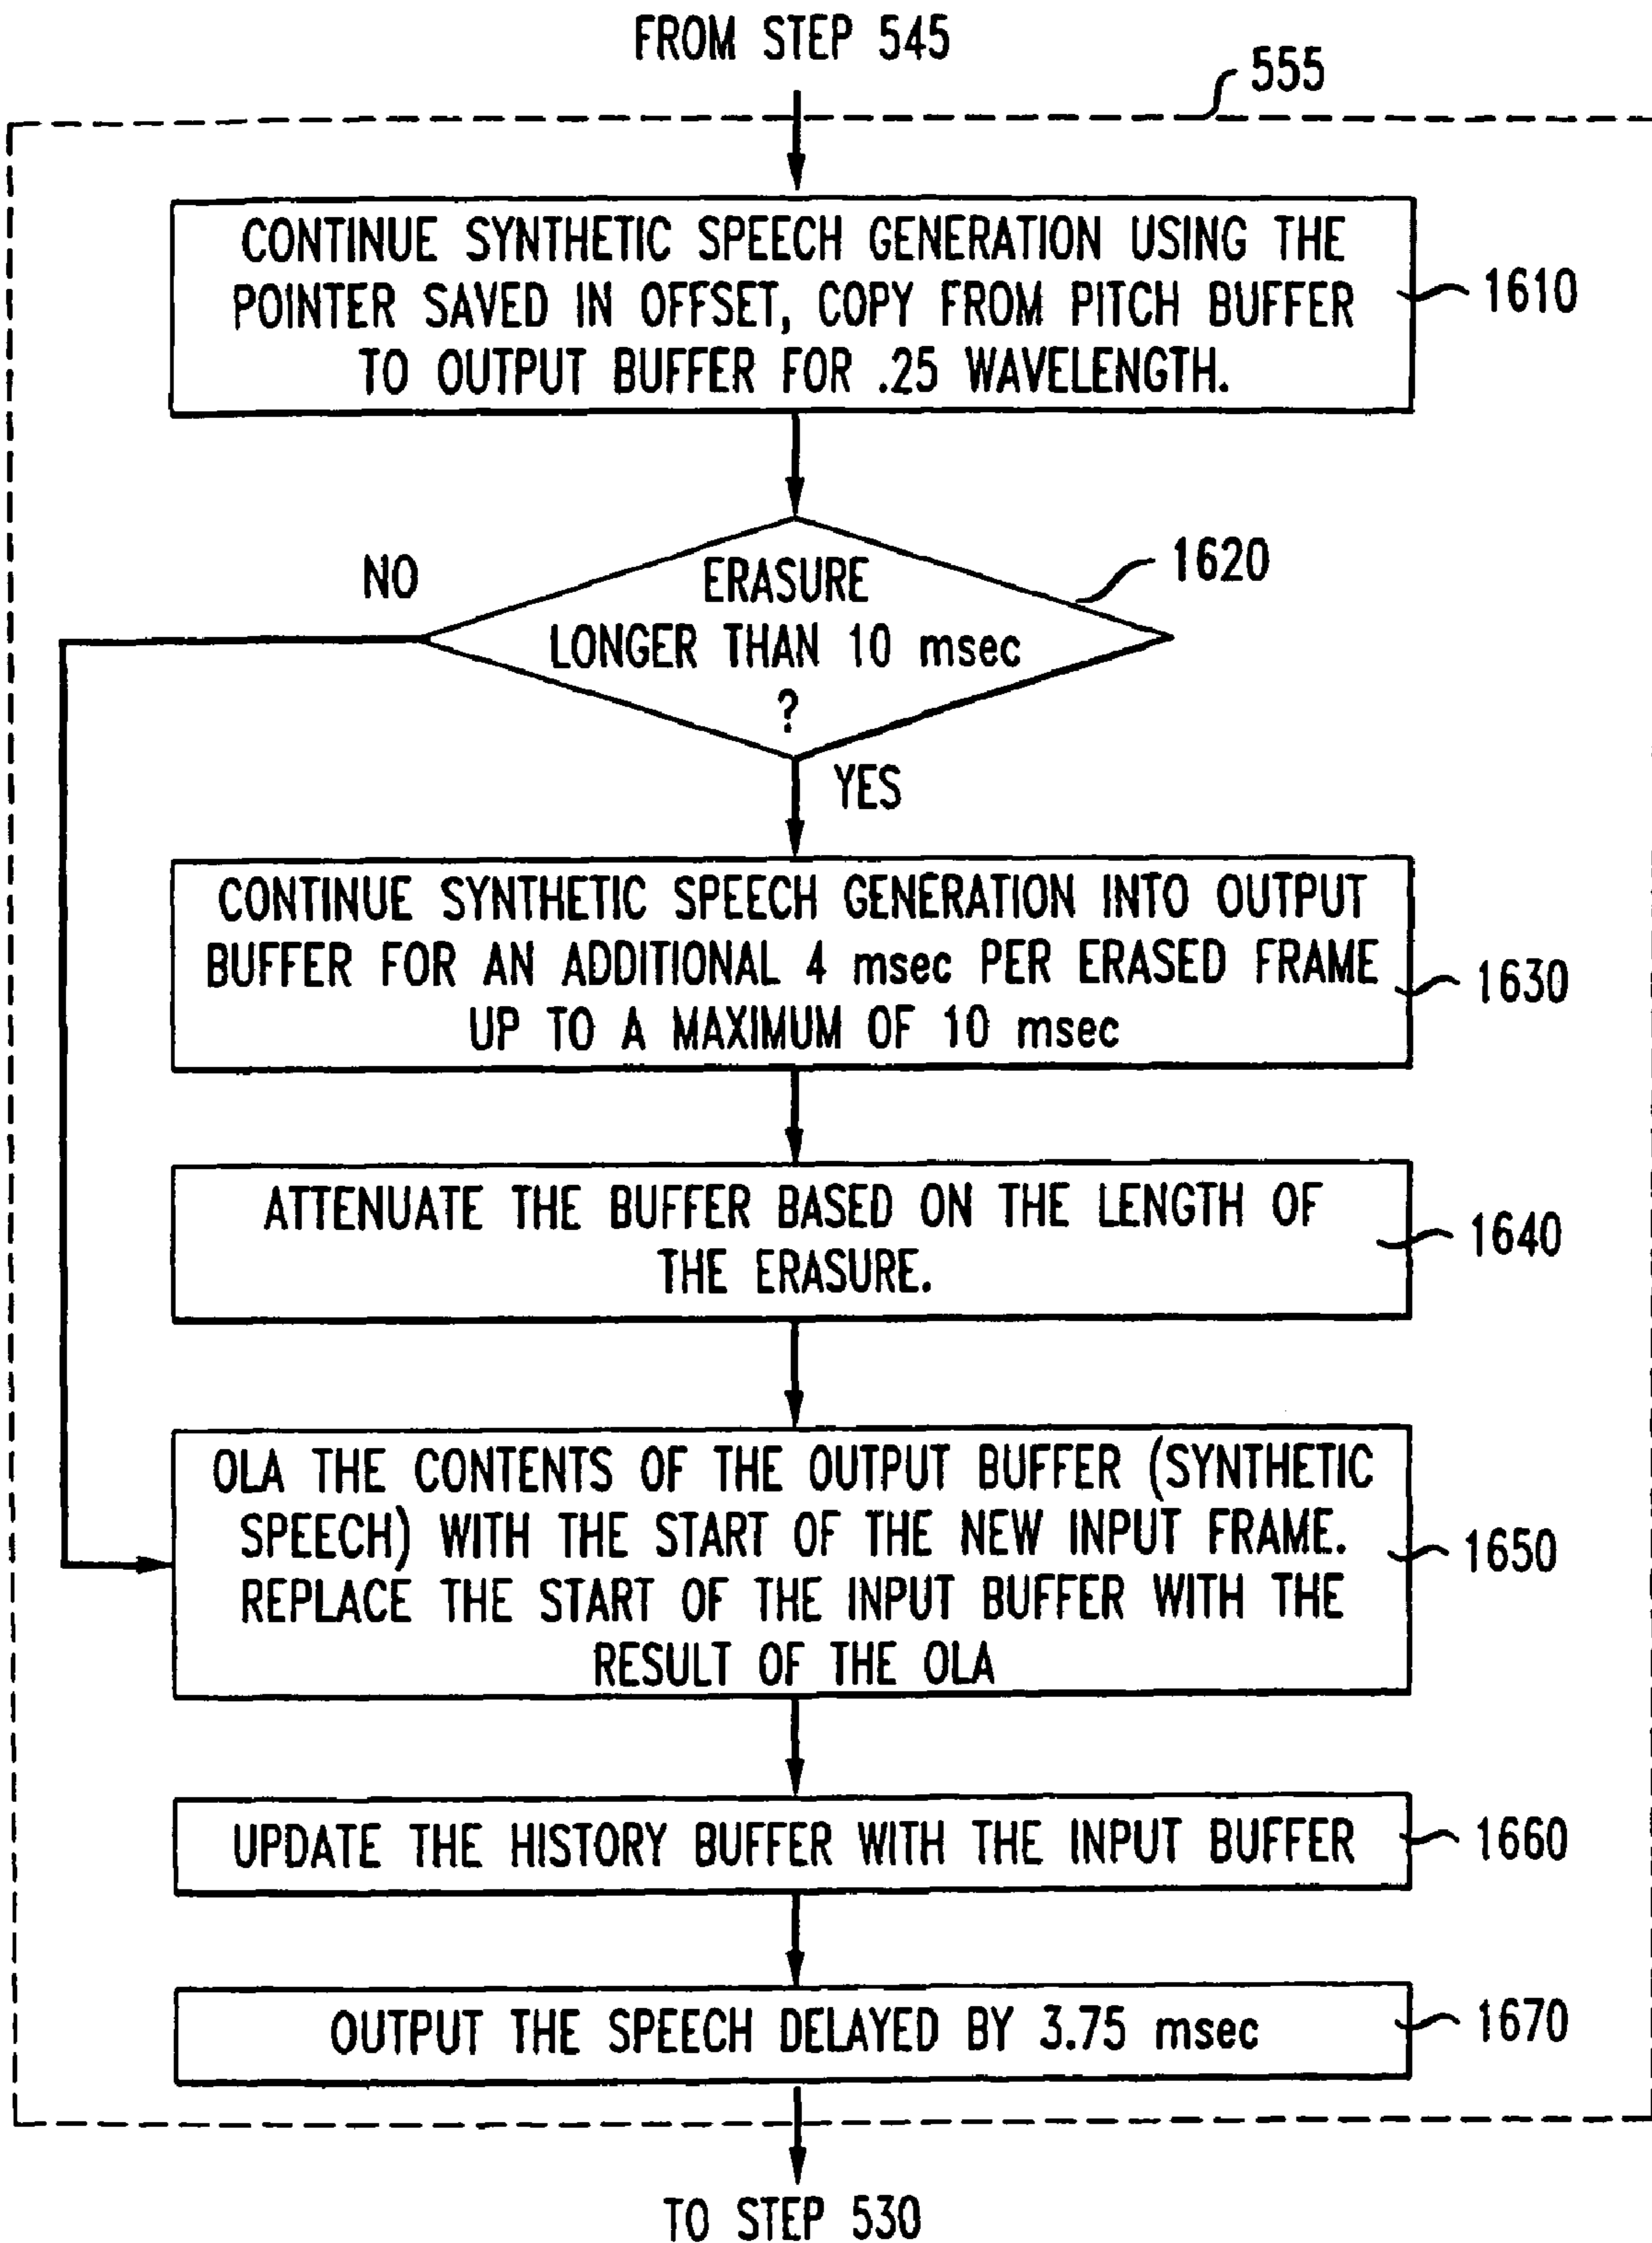 FROM STEP 545
555
CONTINUE SYNTHETIC SPEECH GENERATION USING THE
POINTER SAVED IN OFFSET, COPY FROM PITCH BUFFER
TO OUTPUT BUFFER FOR .25 WAVELENGTH.
1610
NO
ERASURE
LONGER THAN 10 msec
?
1620
YES
CONTINUE SYNTHETIC SPEECH GENERATION INTO OUTPUT
BUFFER FOR AN ADDITIONAL 4 msec PER ERASED FRAME
UP TO A MAXIMUM OF 10 msec
1630
ATTENUATE THE BUFFER BASED ON THE LENGTH OF
THE ERASURE.
1640
OLA THE CONTENTS OF THE OUTPUT BUFFER (SYNTHETIC
SPEECH) WITH THE START OF THE NEW INPUT FRAME.
REPLACE THE START OF THE INPUT BUFFER WITH THE
RESULT OF THE OLA
1650
UPDATE THE HISTORY BUFFER WITH THE INPUT BUFFER
1660
OUTPUT THE SPEECH DELAYED BY 3.75 msec
1670
TO STEP 530